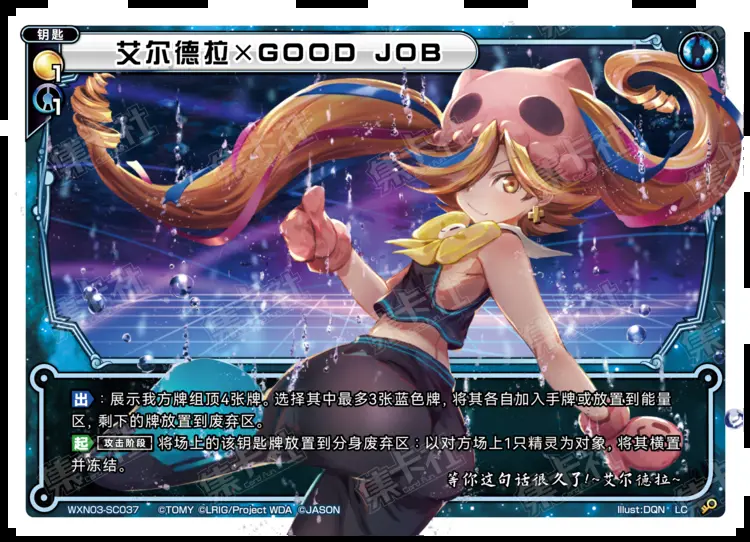 钥匙
艾尔德拉×GOOD JOB
1
1
出：展示我方牌组顶4张牌。选择其中最多3张蓝色牌，将其各自加入手牌或放置到能量
区，剩下的牌放置到废弃区。
起 攻击阶段 将场上的该钥匙牌放置到分身废弃区：以对方场上1只精灵为对象，将其横置
并冻结。
等你这句话很久了!~艾尔德拉~
WXN03-SC037 ©TOMY ©LRIG/Project WDA ©JASON Illust:DQN LC
集卡社
Card Fun